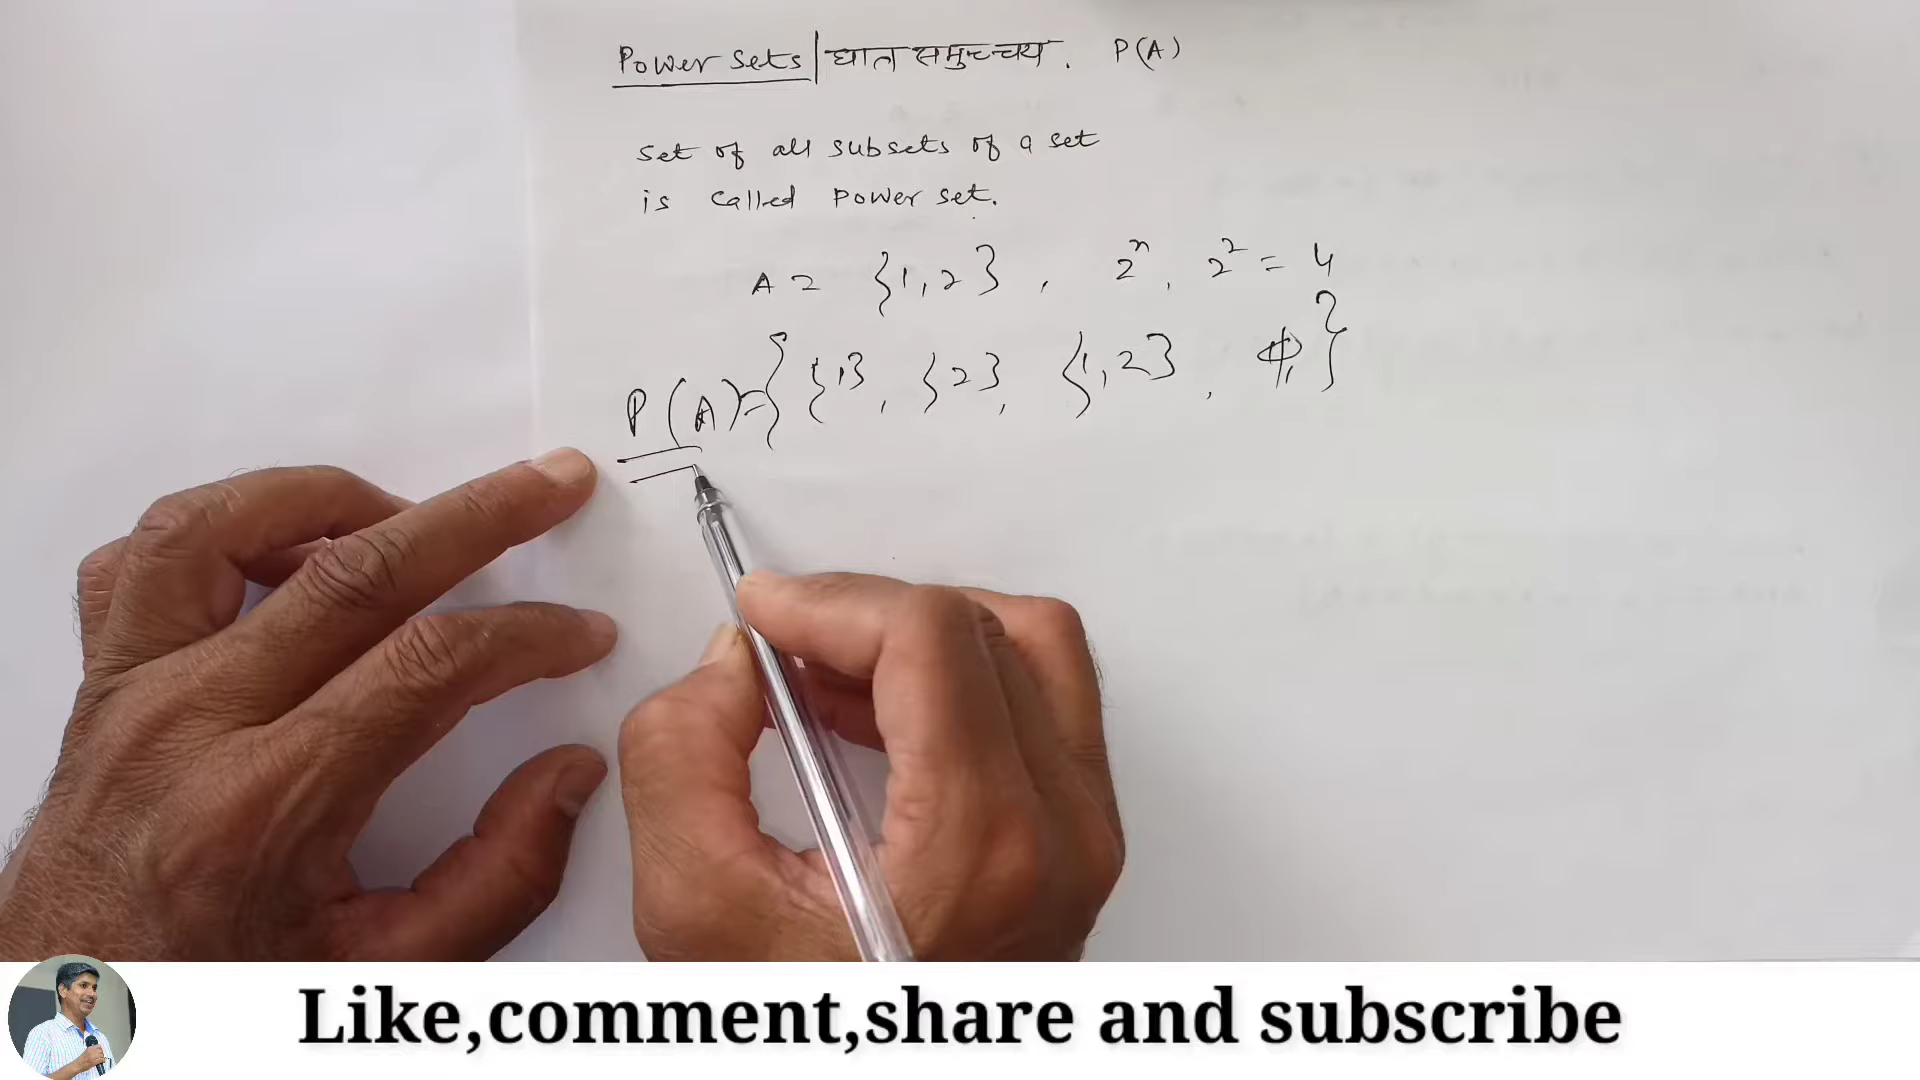 Power Sets | घात समुच्चय. P(A)
Set of all subsets of a set
is called Power set.
A = {1,2}, 2ⁿ, 2² = 4
P(A)={ {1}, {2}, {1,2}, ϕ, }
Like,comment,share and subscribe